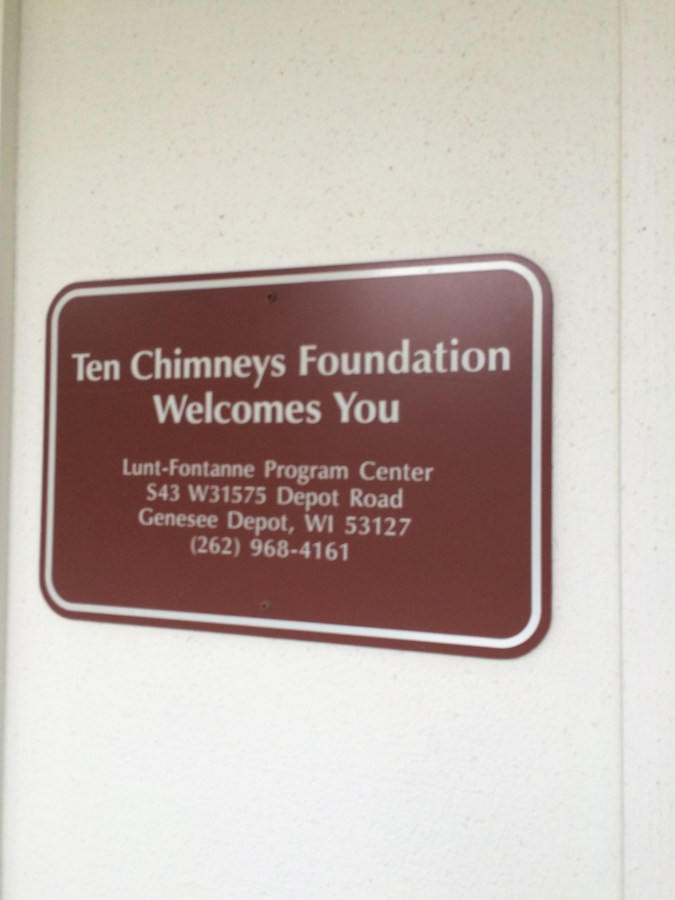 Ten Chimneys Foundation
Welcomes You
Lunt-Fontanne Program Center
S43 W31575 Depot Road
Genesee Depot, WI 53127
(262) 968-4161